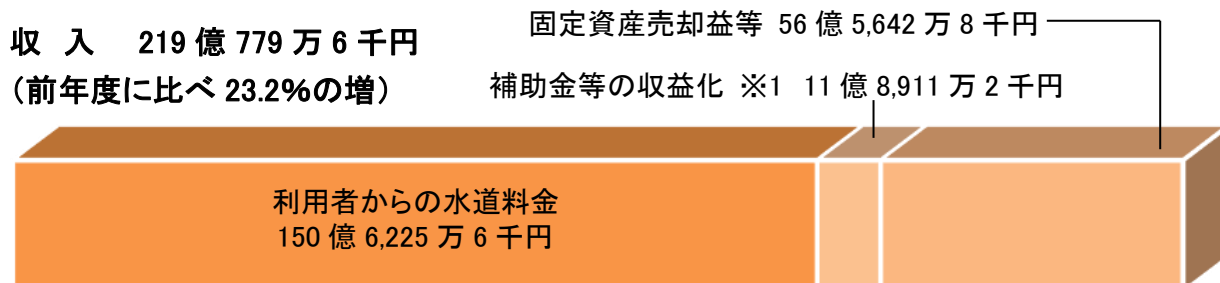 収 入 219 億 779 万 6 千円
(前年度に比べ 23.2%の増)
固定資産売却益等 56 億 5,642 万 8 千円
補助金等の収益化 ※1 11 億 8,911 万 2 千円
利用者からの水道料金
150 億 6,225 万 6 千円